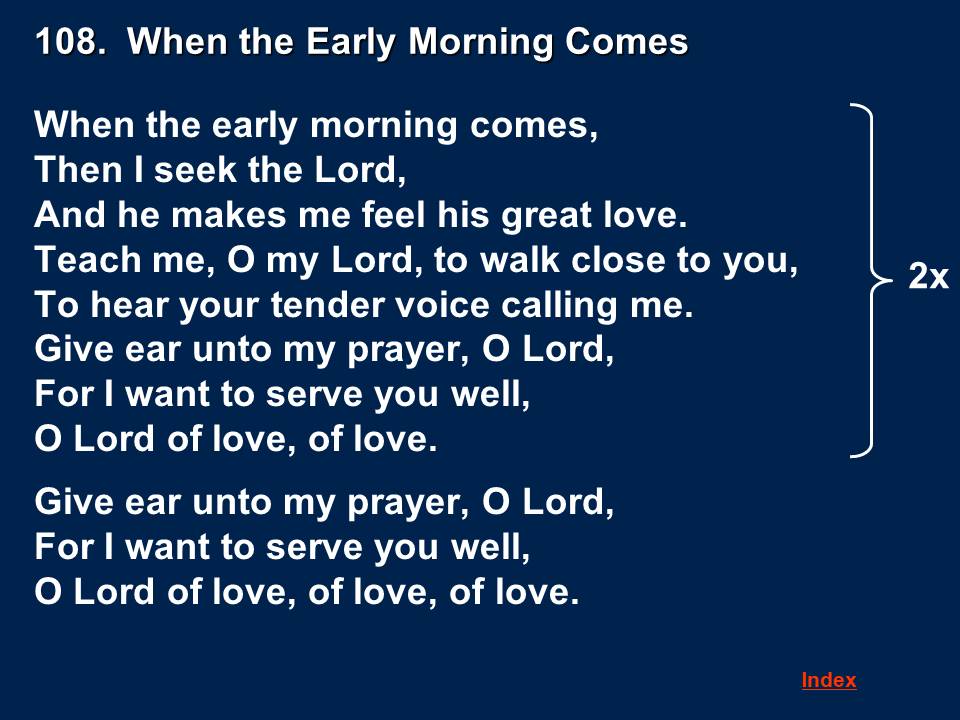 108.  When the Early Morning Comes
When the early morning comes,
Then I seek the Lord,
And he makes me feel his great love.
Teach me, O my Lord, to walk close to you,
To hear your tender voice calling me.
Give ear unto my prayer, O Lord,
For I want to serve you well,
O Lord of love, of love.
2x
Give ear unto my prayer, O Lord,
For I want to serve you well,
O Lord of love, of love, of love.
Index